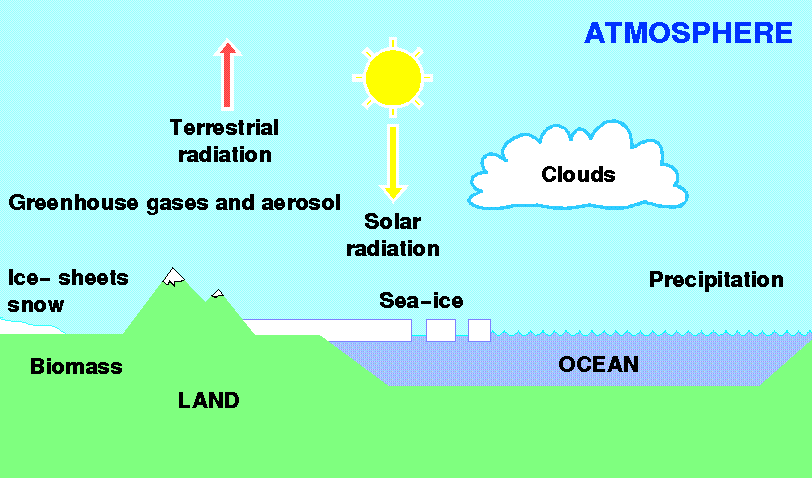 ATMOSPHERE
Terrestrial
radiation
Clouds
Greenhouse gases and aerosol
Solar
radiation
Ice- sheets
snow
Precipitation
Sea-ice
Biomass
OCEAN
LAND